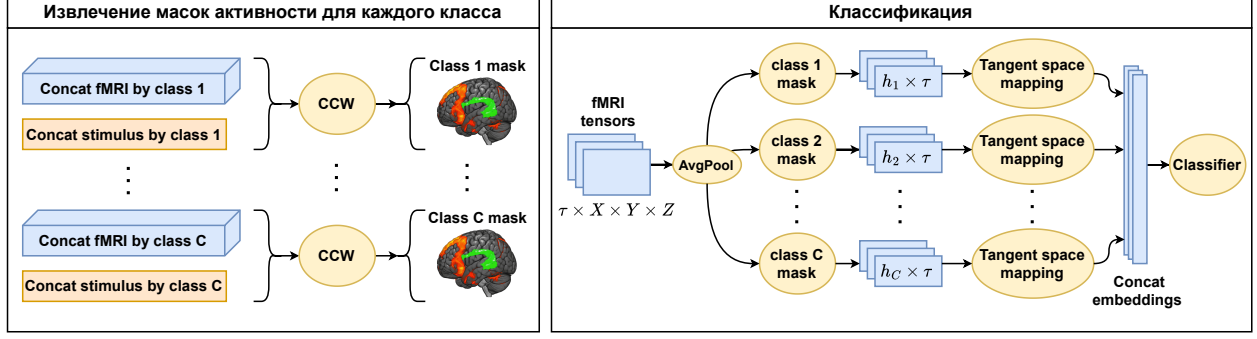 Извлечение масок активности для каждого класса
Concat fMRI by class 1
Concat stimulus by class 1
CCW
Class 1 mask
Concat fMRI by class C
Concat stimulus by class C
CCW
Class C mask
Классификация
fMRI
tensors
τ × X × Y × Z
AvgPool
class 1
mask
h₁ × τ
Tangent space
mapping
class 2
mask
h₂ × τ
Tangent space
mapping
class C
mask
h_C × τ
Tangent space
mapping
Concat
embeddings
Classifier